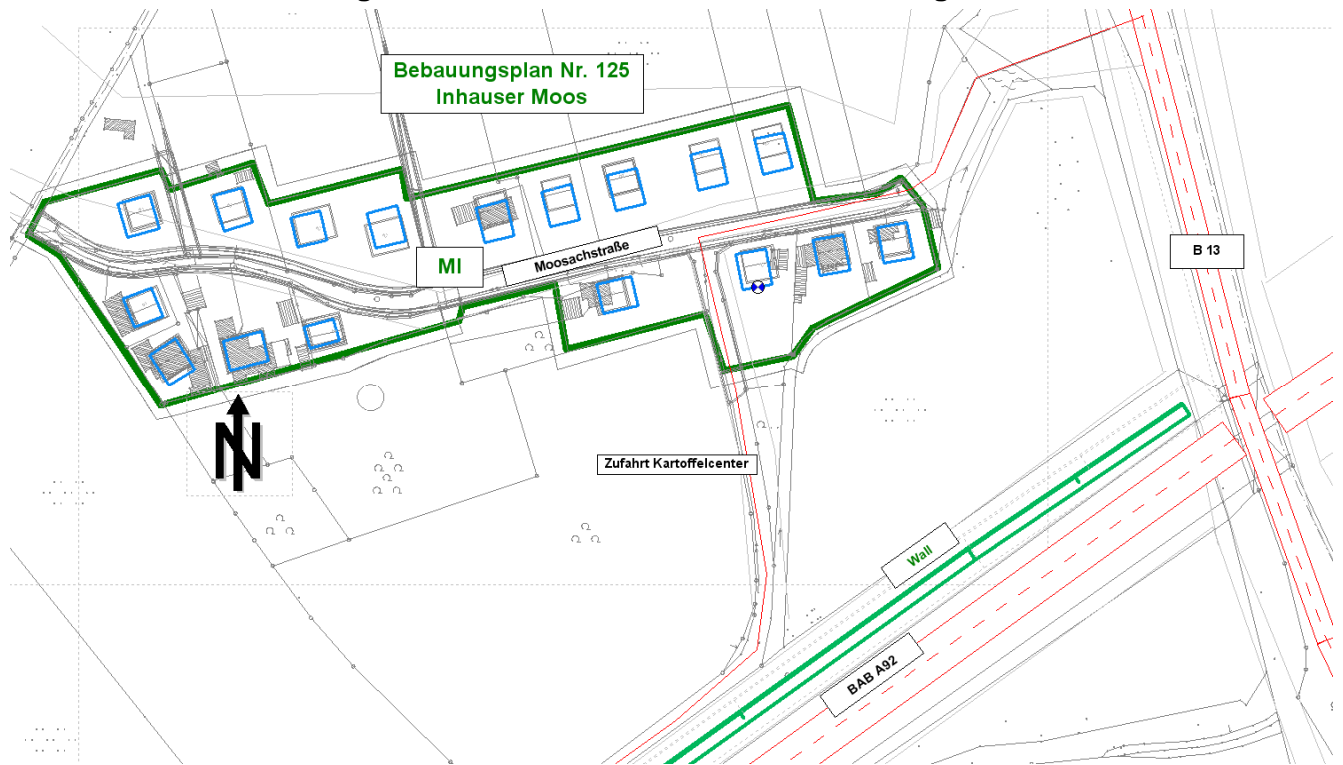 Bebauungsplan Nr. 125
Inhauser Moos
MI
Moosachstraße
B 13
N
Zufahrt Kartoffelcenter
Wall
BAB A92